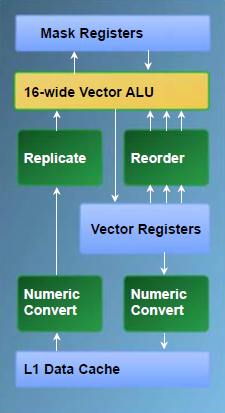 Mask Registers
16-wide Vector ALU
Replicate
Reorder
Vector Registers
Numeric
Convert
Numeric
Convert
L1 Data Cache